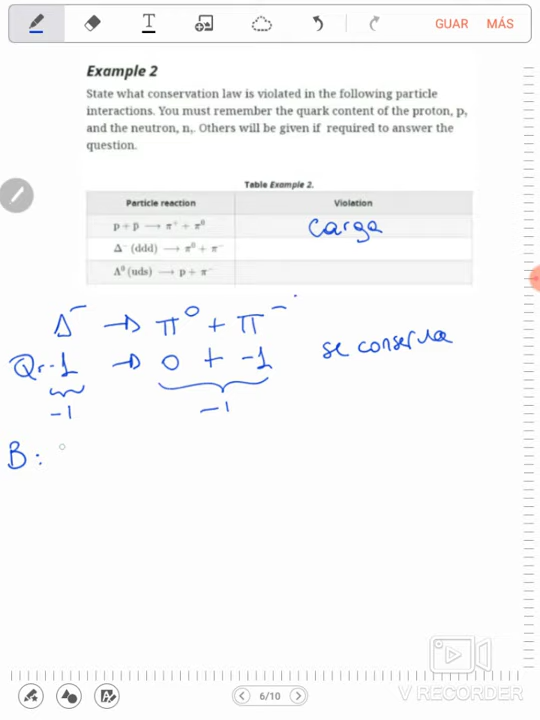 T
GUAR MÁS
Example 2
State what conservation law is violated in the following particle
interactions. You must remember the quark content of the proton, p,
and the neutron, n,. Others will be given if required to answer the
question.
Table Example 2.
Particle reaction Violation
p + p ⟶ π⁺ + π⁰ Carga
Δ⁻ (ddd) ⟶ π⁰ + π⁻
Λ⁰ (uds) ⟶ p + π⁻
Δ⁻ → π⁰ + π⁻
Q: -1 → 0 + -1 se conserva
-1 -1
B:
6/10
V RECORDER